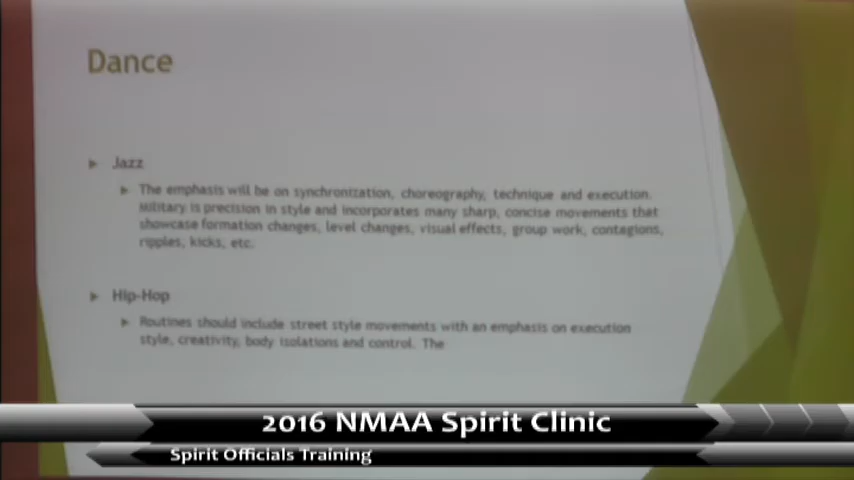 Dance
Jazz
The emphasis will be on synchronization, choreography, technique and execution.
Military is precision in style and incorporates many sharp, concise movements that
showcase formation changes, level changes, visual effects, group work, contagions,
ripples, kicks, etc.
Hip-Hop
Routines should include street style movements with an emphasis on execution
style, creativity, body isolations and control. The
2016 NMAA Spirit Clinic
Spirit Officials Training